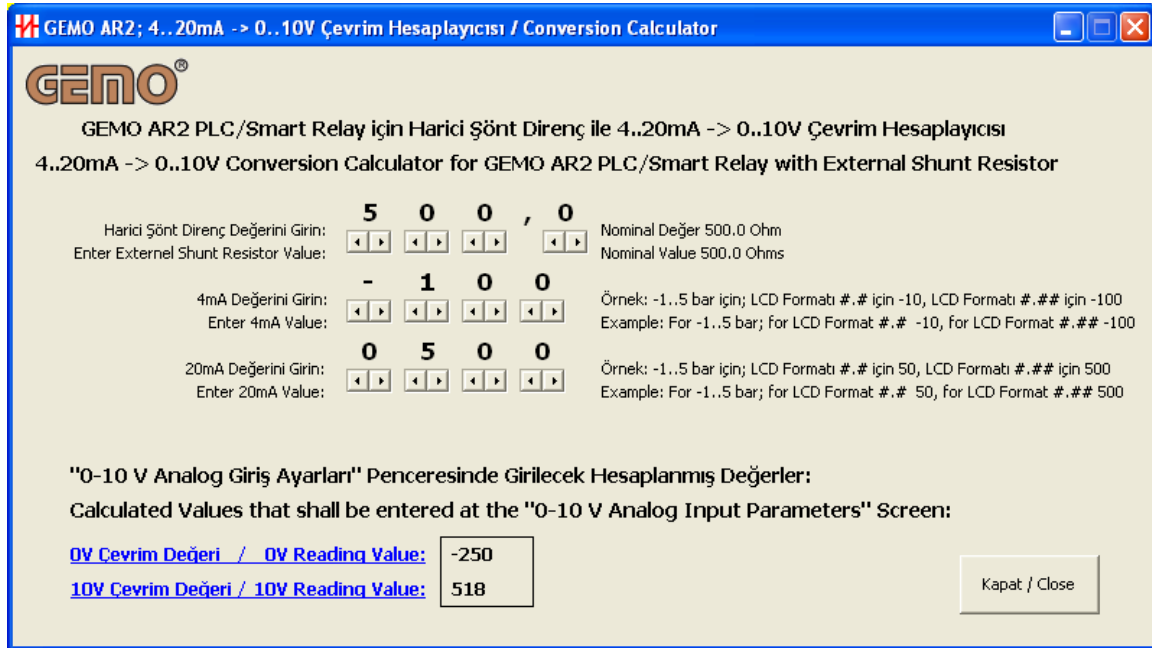 GEMO AR2; 4..20mA -> 0..10V Çevrim Hesaplayıcısı / Conversion Calculator
GEMO®
GEMO AR2 PLC/Smart Relay için Harici Şönt Direnç ile 4..20mA -> 0..10V Çevrim Hesaplayıcısı
4..20mA -> 0..10V Conversion Calculator for GEMO AR2 PLC/Smart Relay with External Shunt Resistor
5 0 0 , 0
Harici Şönt Direnç Değerini Girin:
Nominal Değer 500.0 Ohm
Enter Externel Shunt Resistor Value:
Nominal Value 500.0 Ohms
- 1 0 0
4mA Değerini Girin:
Örnek: -1..5 bar için; LCD Formatı #.# için -10, LCD Formatı #.## için -100
Enter 4mA Value:
Example: For -1..5 bar; for LCD Format #.# -10, for LCD Format #.## -100
0 5 0 0
20mA Değerini Girin:
Örnek: -1..5 bar için; LCD Formatı #.# için 50, LCD Formatı #.## için 500
Enter 20mA Value:
Example: For -1..5 bar; for LCD Format #.# 50, for LCD Format #.## 500
"0-10 V Analog Giriş Ayarları" Penceresinde Girilecek Hesaplanmış Değerler:
Calculated Values that shall be entered at the "0-10 V Analog Input Parameters" Screen:
0V Çevrim Değeri / 0V Reading Value: -250
10V Çevrim Değeri / 10V Reading Value: 518
Kapat / Close